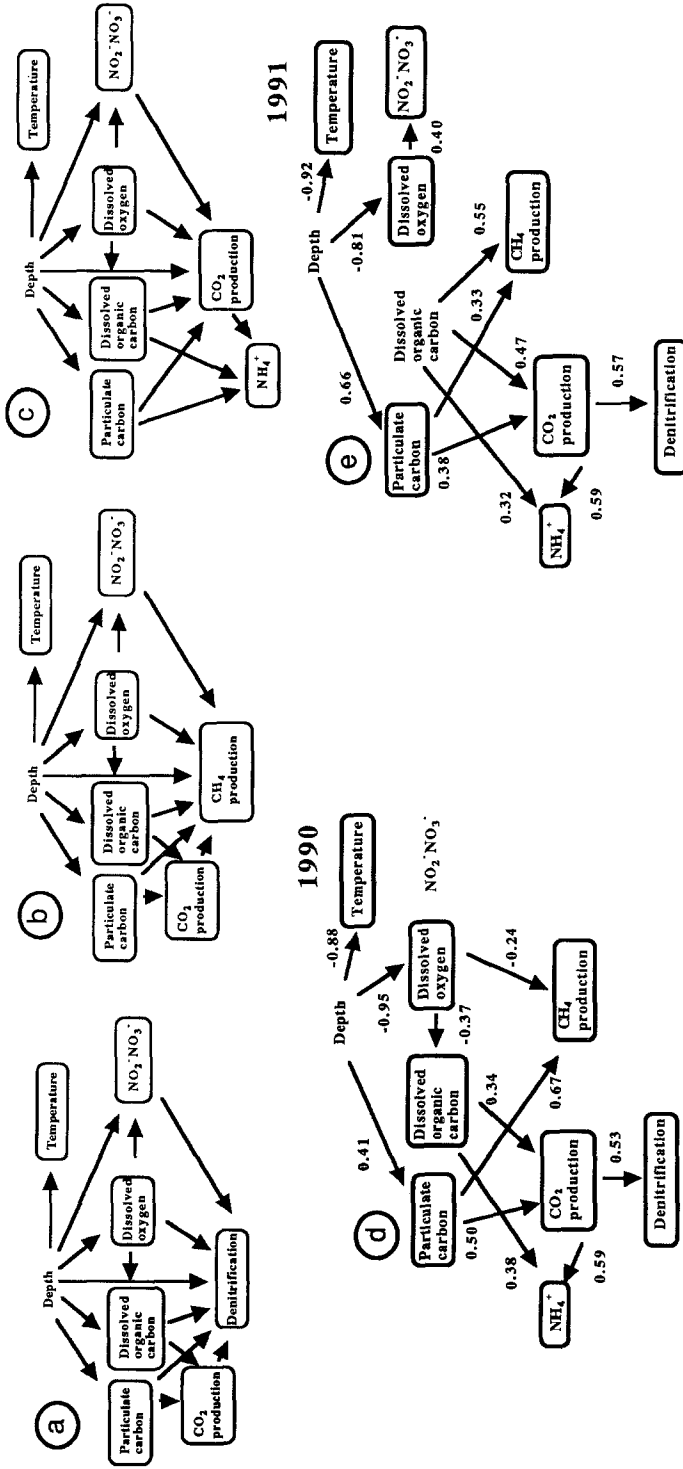 a
Depth
Temperature
Particulate
carbon
Dissolved
organic
carbon
Dissolved
oxygen
NO₂⁻NO₃⁻
CO₂
production
Denitrification
b
Depth
Temperature
Particulate
carbon
Dissolved
organic
carbon
Dissolved
oxygen
NO₂⁻NO₃⁻
CO₂
production
CH₄
production
c
Depth
Temperature
Particulate
carbon
Dissolved
organic
carbon
Dissolved
oxygen
NO₂⁻NO₃⁻
CO₂
production
NH₄⁺
d
1990
Depth
-0.88
Temperature
0.41
-0.95
Particulate
carbon
Dissolved
organic
carbon
Dissolved
oxygen
NO₂⁻NO₃⁻
-0.37
0.50
0.34
-0.24
0.38
0.67
NH₄⁺
CO₂
production
CH₄
production
0.59
0.53
Denitrification
e
1991
Depth
-0.92
Temperature
0.66
-0.81
Particulate
carbon
Dissolved
organic
carbon
Dissolved
oxygen
NO₂⁻NO₃⁻
0.40
0.38
0.33
0.55
0.32
0.47
NH₄⁺
CO₂
production
CH₄
production
0.59
0.57
Denitrification